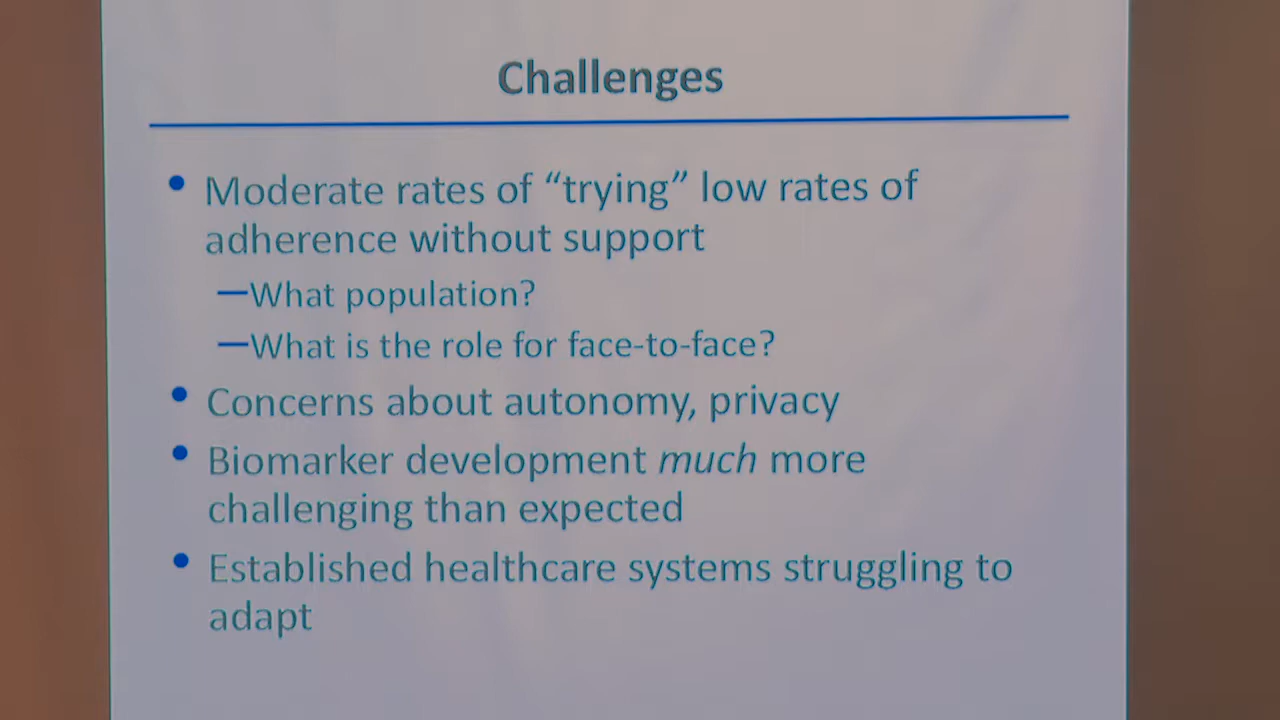 Challenges
• Moderate rates of “trying” low rates of
adherence without support
—What population?
—What is the role for face-to-face?
• Concerns about autonomy, privacy
• Biomarker development much more
challenging than expected
• Established healthcare systems struggling to
adapt